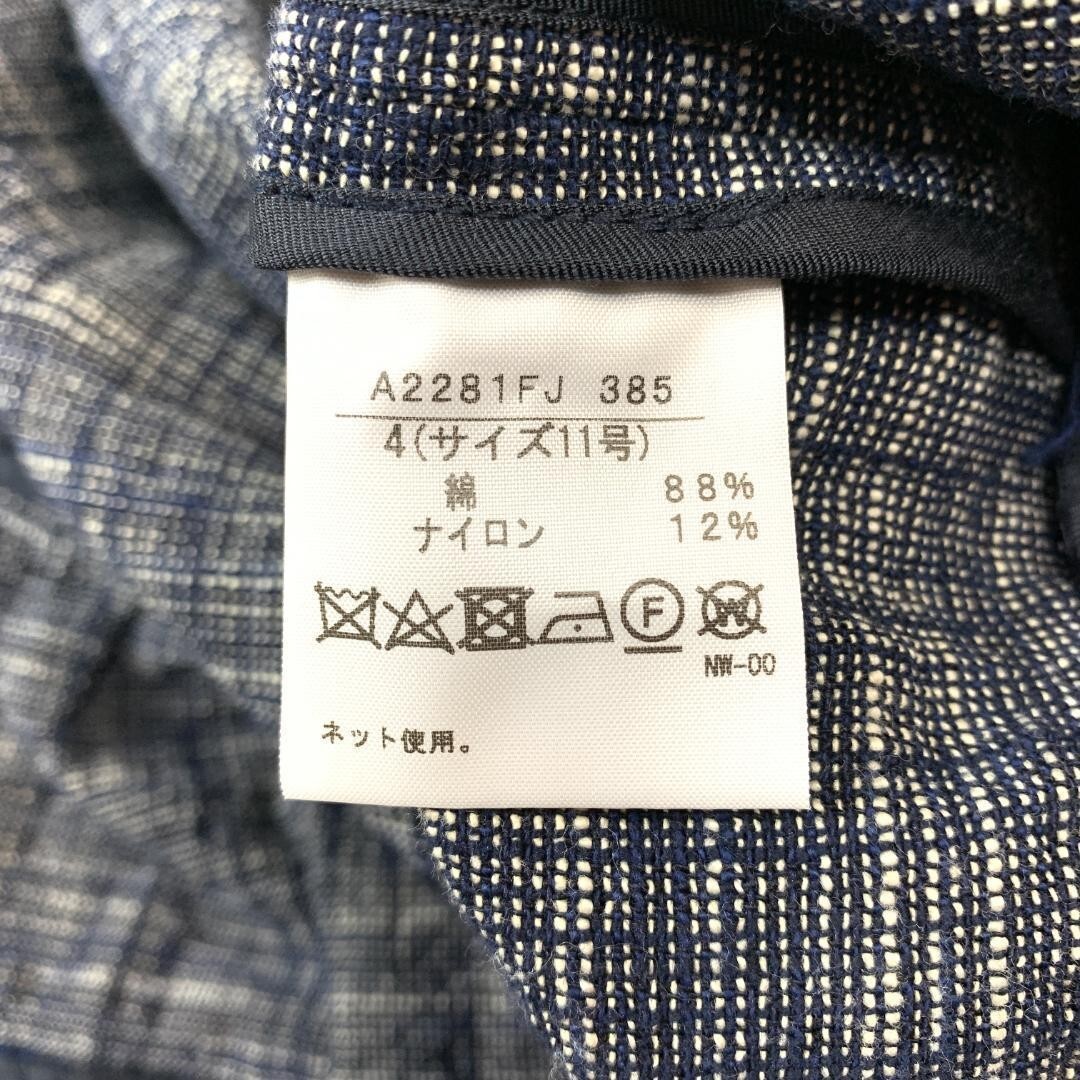 A2281FJ 385
4(サイズ11号)
綿 88%
ナイロン 12%
F W
NW-00
ネット使用。